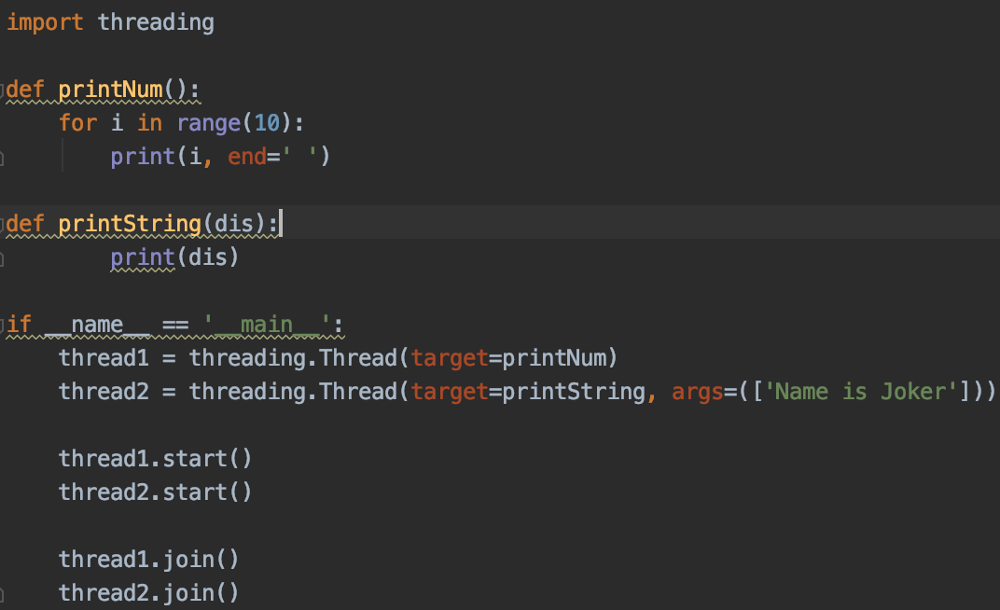 import threading
def printNum():
    for i in range(10):
        print(i, end=' ')
def printString(dis):
        print(dis)
if __name__ == '__main__':
    thread1 = threading.Thread(target=printNum)
    thread2 = threading.Thread(target=printString, args=(['Name is Joker']))
    thread1.start()
    thread2.start()
    thread1.join()
    thread2.join()